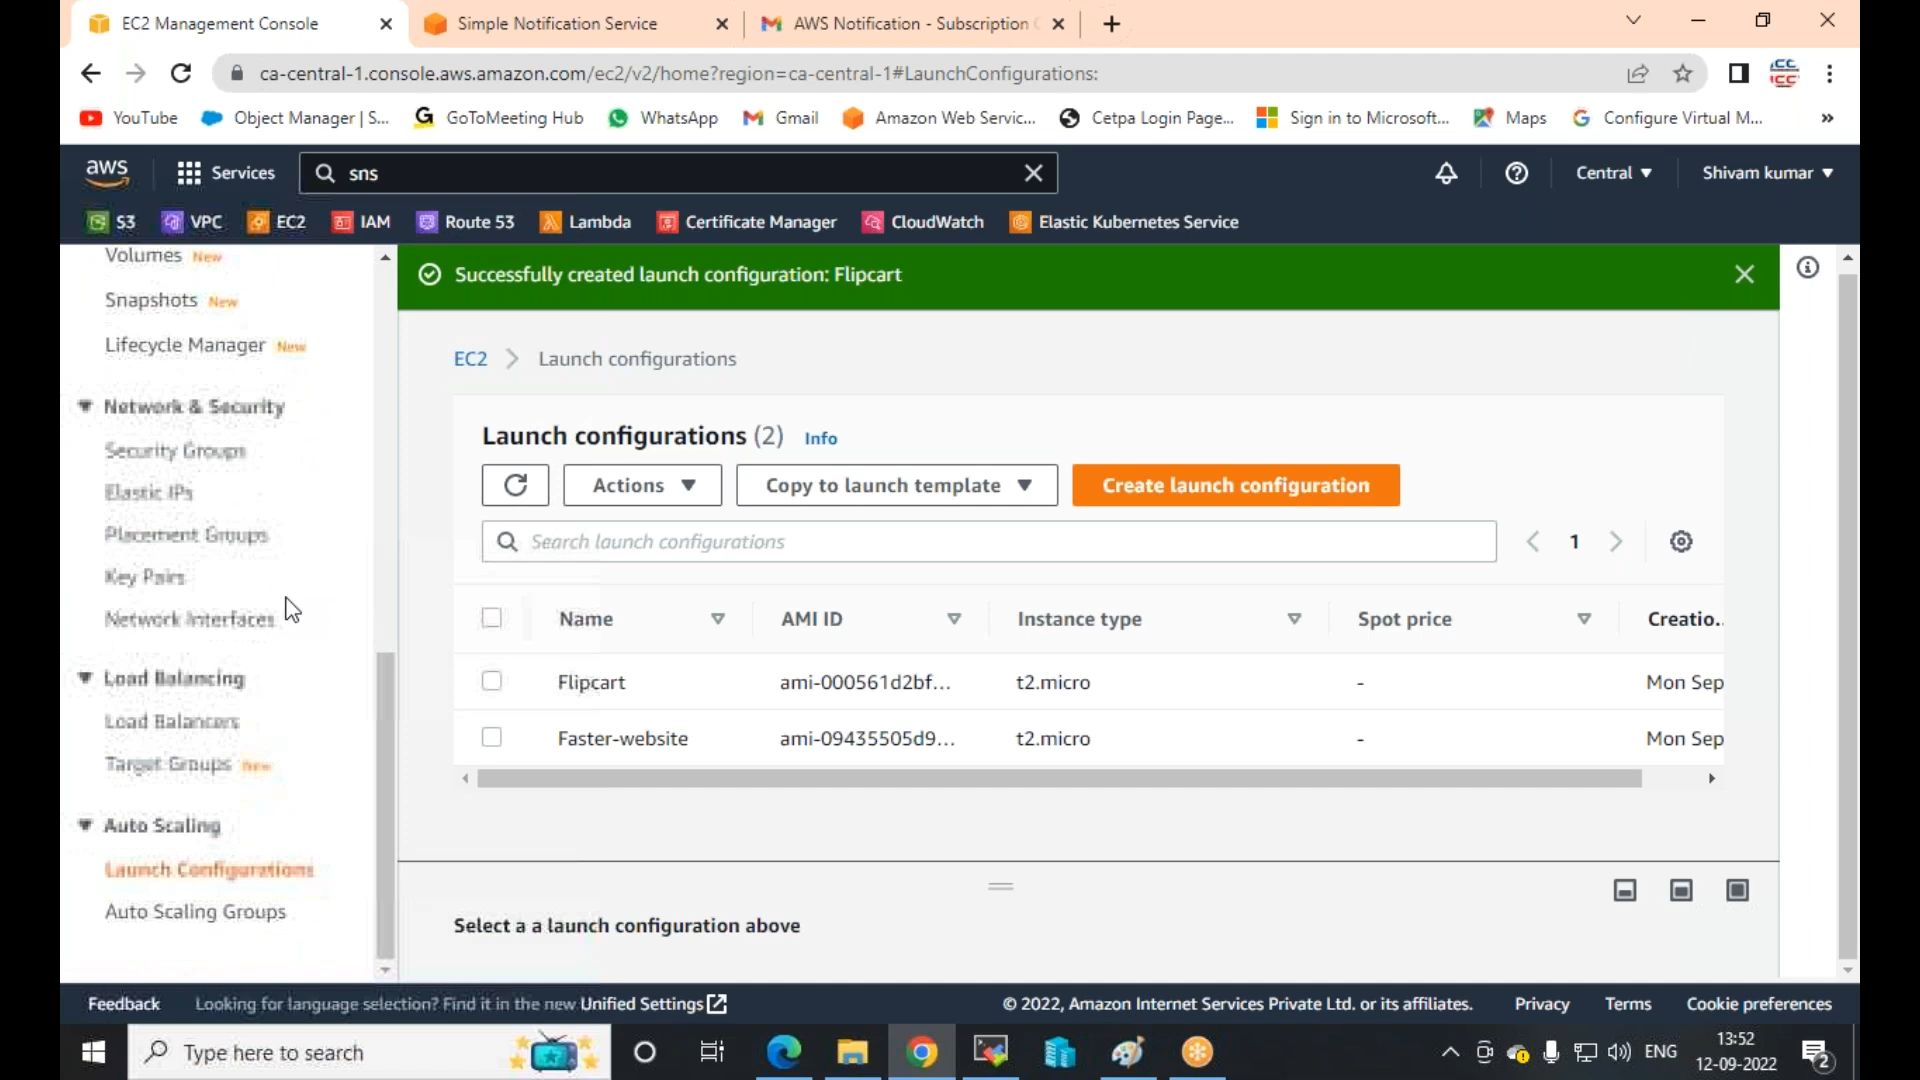 EC2 Management Console
Simple Notification Service
AWS Notification - Subscription
ca-central-1.console.aws.amazon.com/ec2/v2/home?region=ca-central-1#LaunchConfigurations:
YouTube
Object Manager | S...
GoToMeeting Hub
WhatsApp
Gmail
Amazon Web Servic...
Cetpa Login Page...
Sign in to Microsoft...
Maps
Configure Virtual M...
»
aws
Services
sns
Central
Shivam kumar
S3
VPC
EC2
IAM
Route 53
Lambda
Certificate Manager
CloudWatch
Elastic Kubernetes Service
Volumes New
Snapshots New
Lifecycle Manager New
Network & Security
Security Groups
Elastic IPs
Placement Groups
Key Pairs
Network Interfaces
Load Balancing
Load Balancers
Target Groups New
Auto Scaling
Launch Configurations
Auto Scaling Groups
Successfully created launch configuration: Flipcart
EC2 > Launch configurations
Launch configurations (2) Info
Actions
Copy to launch template
Create launch configuration
Search launch configurations
1
Name AMI ID Instance type Spot price Creatio..
Flipcart ami-000561d2bf... t2.micro - Mon Sep
Faster-website ami-09435505d9... t2.micro - Mon Sep
Select a a launch configuration above
Feedback
Looking for language selection? Find it in the new Unified Settings
© 2022, Amazon Internet Services Private Ltd. or its affiliates.
Privacy
Terms
Cookie preferences
Type here to search
ENG
13:52
12-09-2022
2